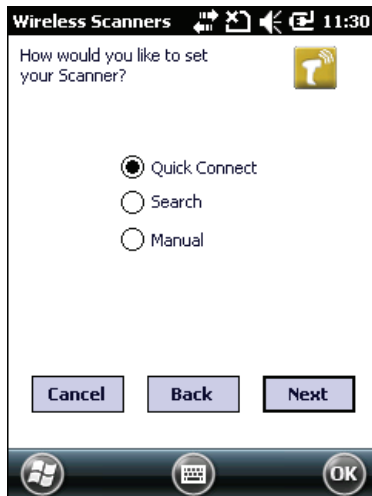 Wireless Scanners 11:30
How would you like to set
your Scanner?
Quick Connect
Search
Manual
Cancel Back Next
OK